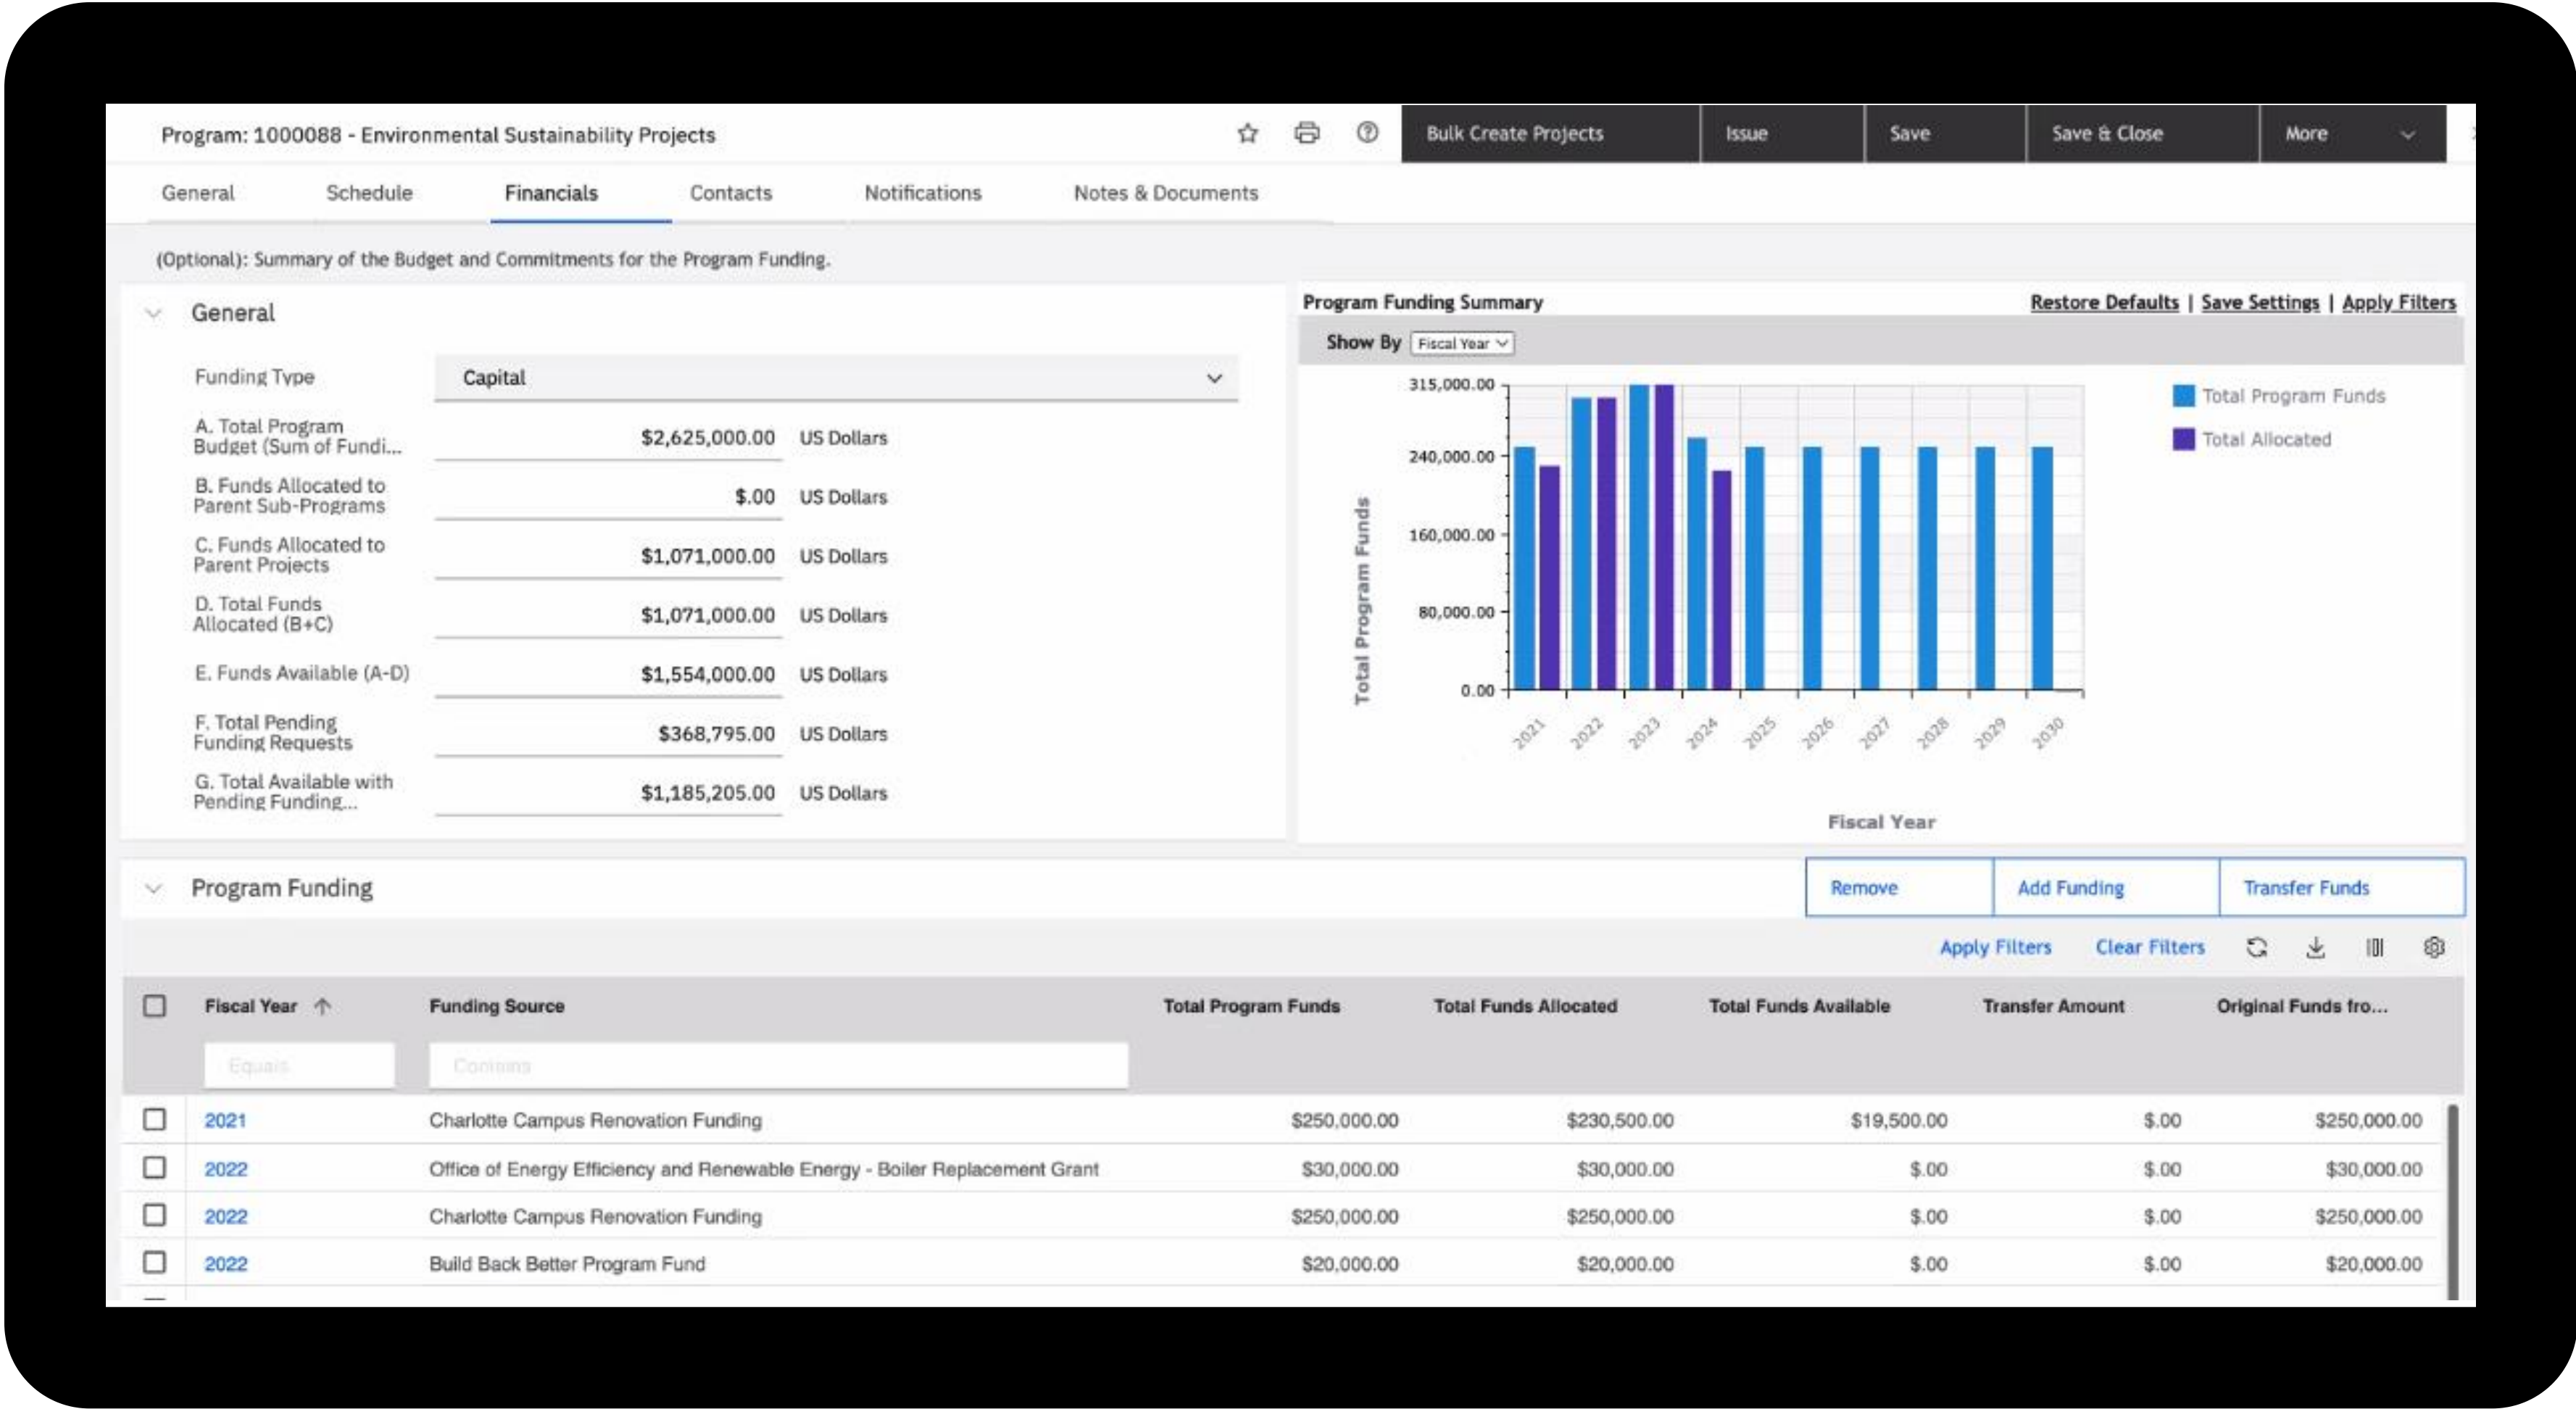 Program: 1000088 - Environmental Sustainability Projects
Bulk Create Projects
Issue
Save
Save & Close
More
General
Schedule
Financials
Contacts
Notifications
Notes & Documents
(Optional): Summary of the Budget and Commitments for the Program Funding.
General
Funding Type
Capital
A. Total Program
Budget (Sum of Fundi...
$2,625,000.00 US Dollars
B. Funds Allocated to
Parent Sub-Programs
$.00 US Dollars
C. Funds Allocated to
Parent Projects
$1,071,000.00 US Dollars
D. Total Funds
Allocated (B+C)
$1,071,000.00 US Dollars
E. Funds Available (A-D)
$1,554,000.00 US Dollars
F. Total Pending
Funding Requests
$368,795.00 US Dollars
G. Total Available with
Pending Funding...
$1,185,205.00 US Dollars
Program Funding Summary
Restore Defaults | Save Settings | Apply Filters
Show By Fiscal Year
315,000.00
240,000.00
160,000.00
80,000.00
0.00
Total Program Funds
2021
2022
2023
2024
2025
2026
2027
2028
2029
2030
Fiscal Year
Total Program Funds
Total Allocated
Program Funding
Remove
Add Funding
Transfer Funds
Apply Filters
Clear Filters
Fiscal Year Funding Source Total Program Funds Total Funds Allocated Total Funds Available Transfer Amount Original Funds fro...
Equals Contains
2021 Charlotte Campus Renovation Funding $250,000.00 $230,500.00 $19,500.00 $.00 $250,000.00
2022 Office of Energy Efficiency and Renewable Energy - Boiler Replacement Grant $30,000.00 $30,000.00 $.00 $.00 $30,000.00
2022 Charlotte Campus Renovation Funding $250,000.00 $250,000.00 $.00 $.00 $250,000.00
2022 Build Back Better Program Fund $20,000.00 $20,000.00 $.00 $.00 $20,000.00